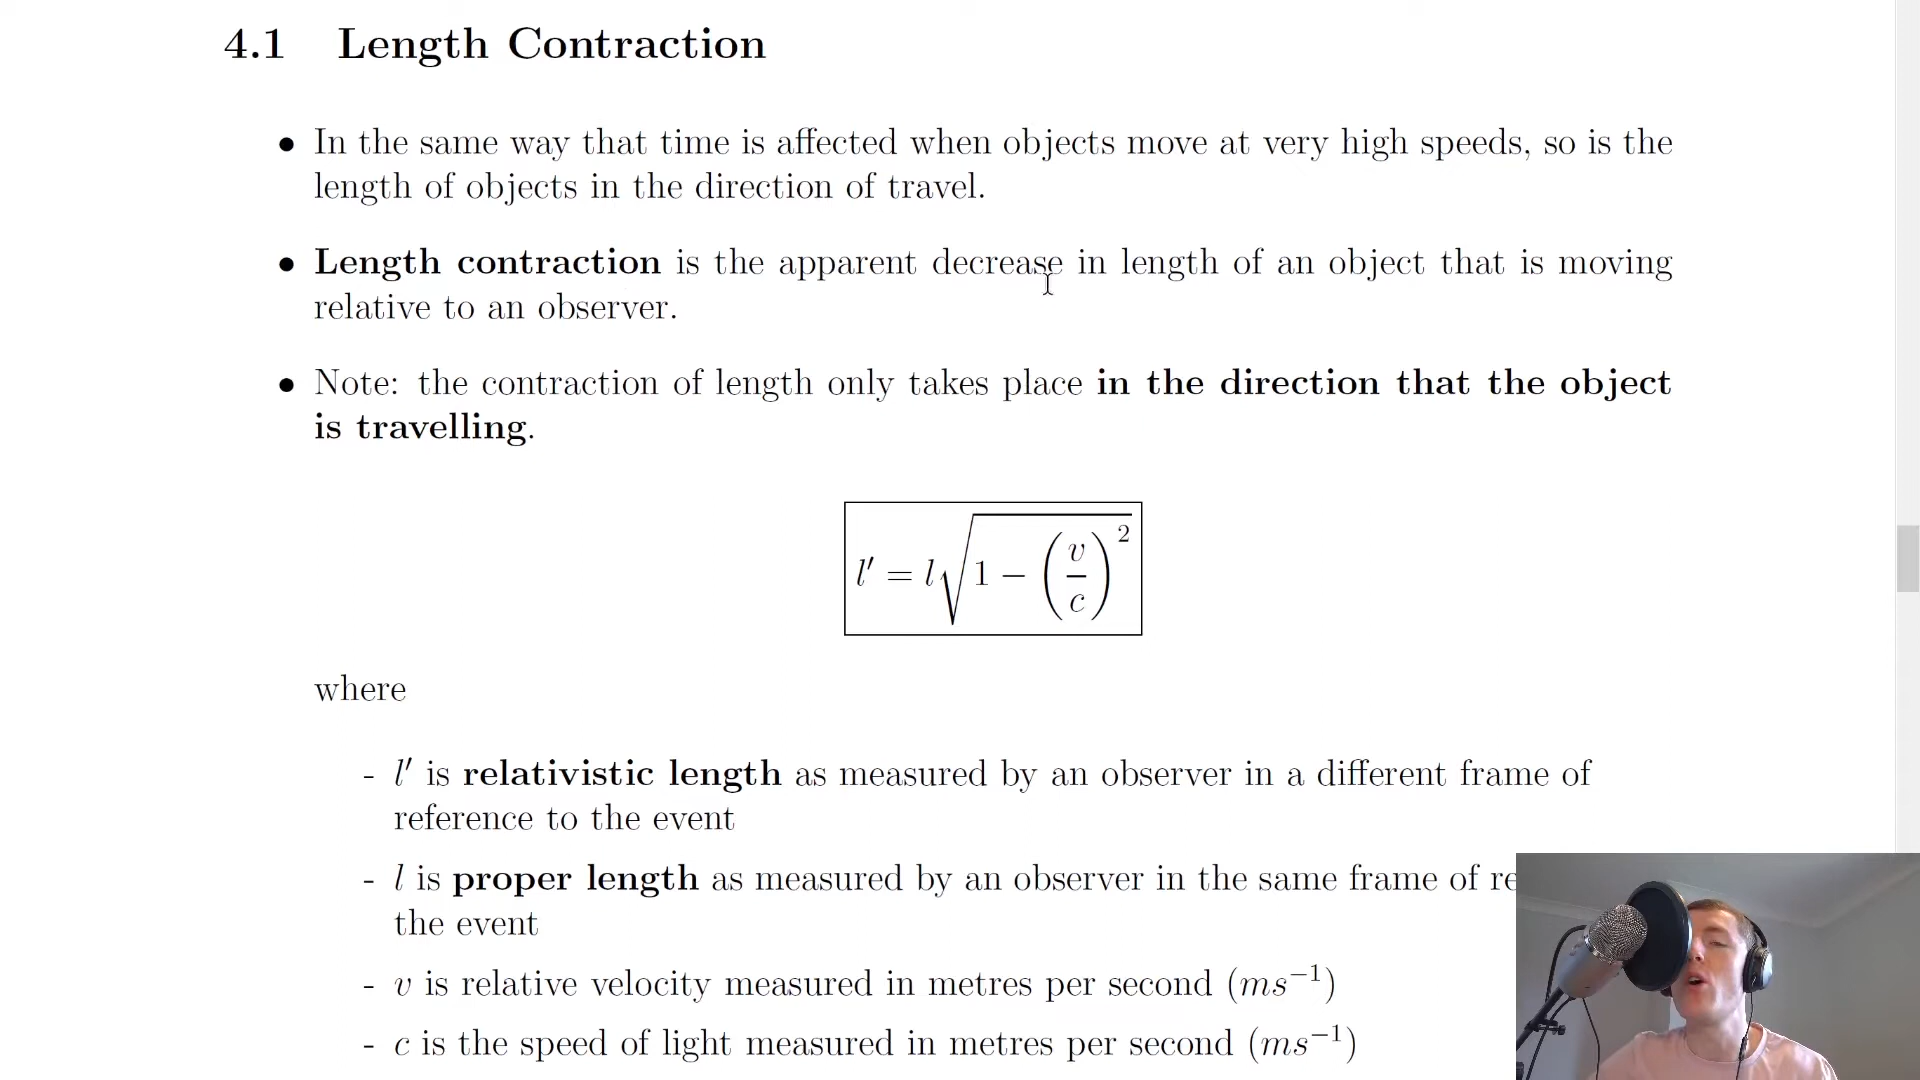 4.1 Length Contraction
• In the same way that time is affected when objects move at very high speeds, so is the
length of objects in the direction of travel.
• Length contraction is the apparent decrease in length of an object that is moving
relative to an observer.
• Note: the contraction of length only takes place in the direction that the object
is travelling.
l′ = l√(1 − (v/c)²)
where
- l′ is relativistic length as measured by an observer in a different frame of
reference to the event
- l is proper length as measured by an observer in the same frame of
the event
- v is relative velocity measured in metres per second (ms⁻¹)
- c is the speed of light measured in metres per second (ms⁻¹)